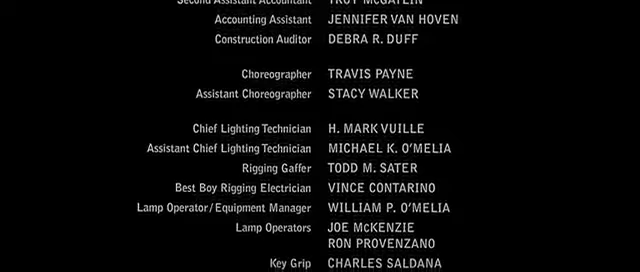 Second Assistant Accountant TROY McGATLIN
Accounting Assistant JENNIFER VAN HOVEN
Construction Auditor DEBRA R. DUFF
Choreographer TRAVIS PAYNE
Assistant Choreographer STACY WALKER
Chief Lighting Technician H. MARK VUILLE
Assistant Chief Lighting Technician MICHAEL K. O'MELIA
Rigging Gaffer TODD M. SATER
Best Boy Rigging Electrician VINCE CONTARINO
Lamp Operator/Equipment Manager WILLIAM P. O'MELIA
Lamp Operators JOE McKENZIE
RON PROVENZANO
Key Grip CHARLES SALDANA